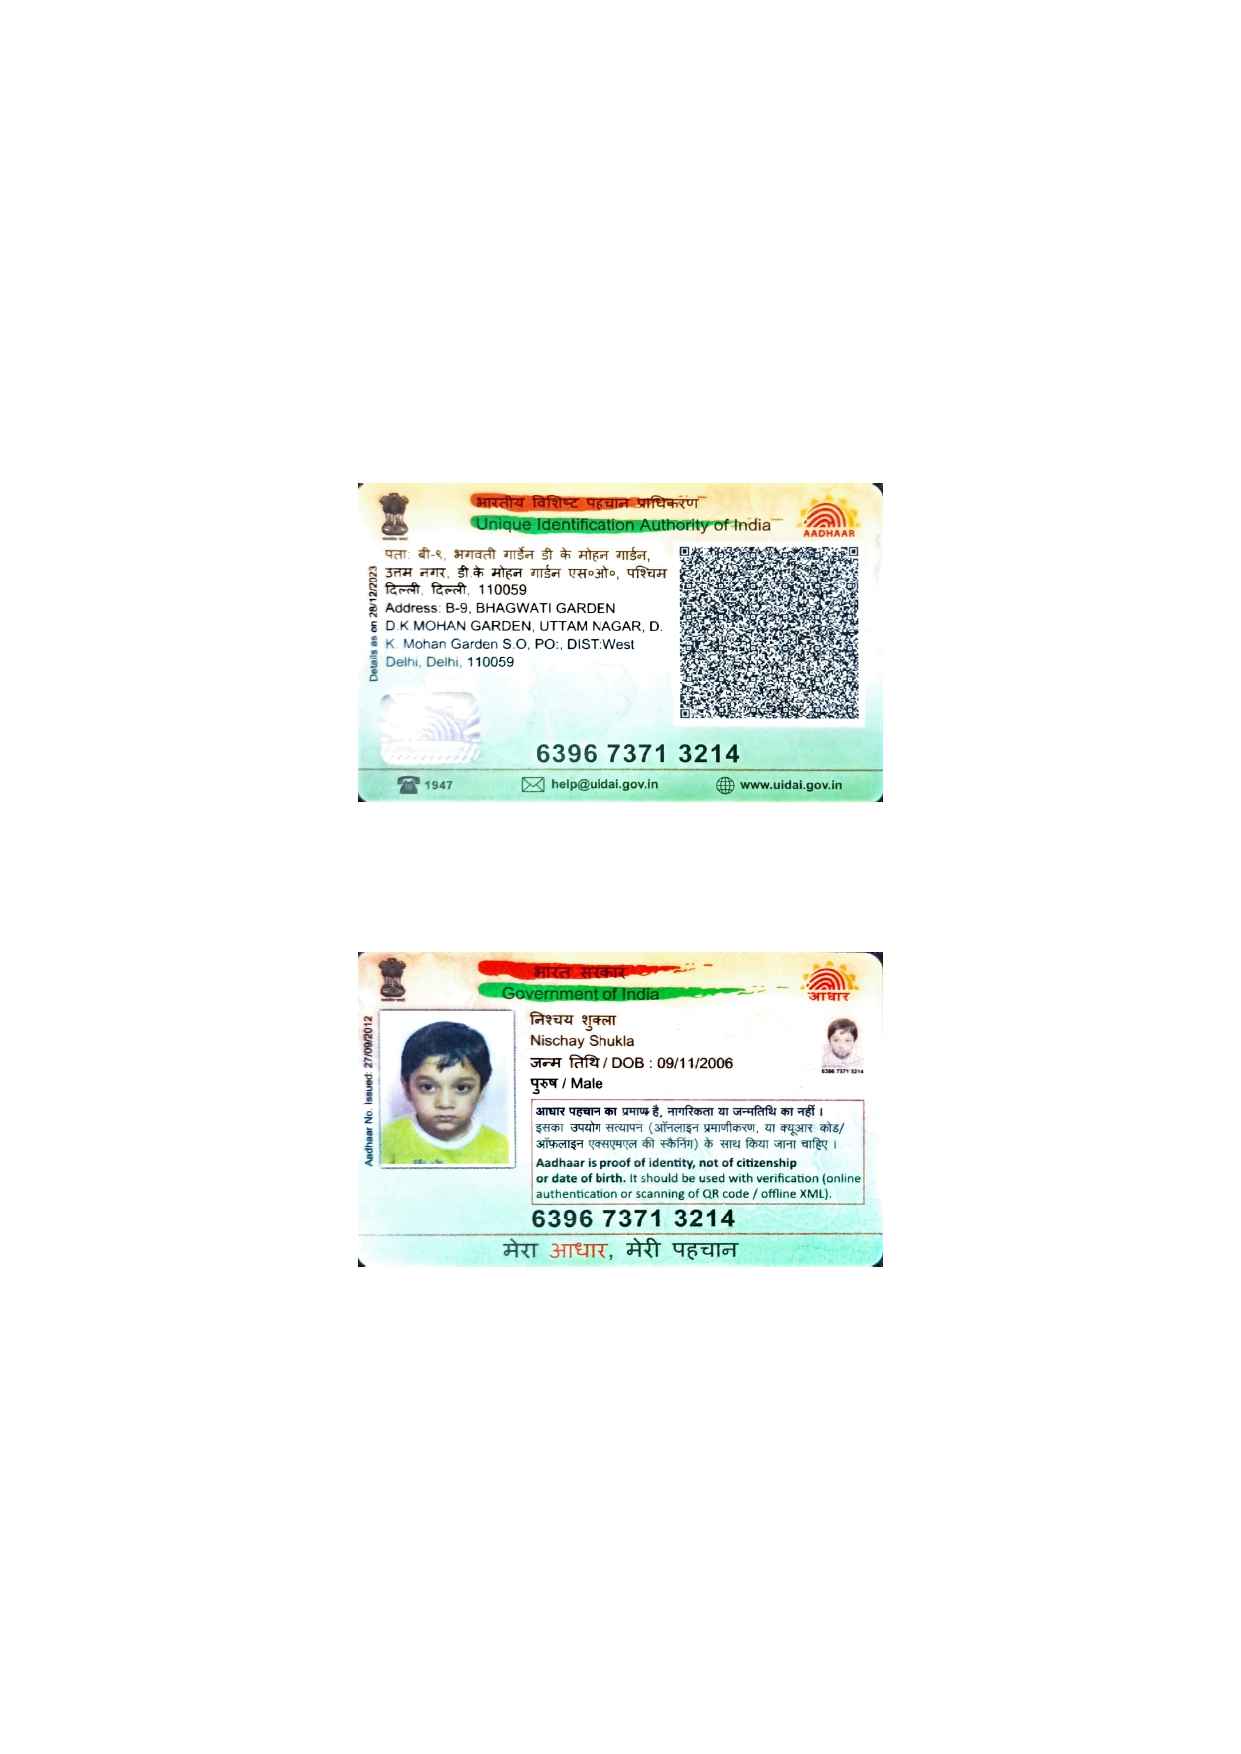 भारतीय विशिष्ट पहचान प्राधिकरण
Unique Identification Authority of India
AADHAAR
Details as on 28/12/2023
पता: बी-९, भगवती गार्डन डी के मोहन गार्डन,
उत्तम नगर, डी.के मोहन गार्डन एस०ओ०, पश्चिम
दिल्ली, दिल्ली, 110059
Address: B-9, BHAGWATI GARDEN
D.K MOHAN GARDEN, UTTAM NAGAR, D.
K. Mohan Garden S.O, PO:, DIST:West
Delhi, Delhi, 110059
6396 7371 3214
1947
help@uidai.gov.in
www.uidai.gov.in
भारत सरकार
Government of India
आधार
Aadhaar No. Issued: 27/09/2012
निश्चय शुक्ला
Nischay Shukla
जन्म तिथि / DOB : 09/11/2006
पुरुष / Male
6396 7371 3214
आधार पहचान का प्रमाण है, नागरिकता या जन्मतिथि का नहीं ।
इसका उपयोग सत्यापन (ऑनलाइन प्रमाणीकरण, या क्यूआर कोड/
ऑफ़लाइन एक्सएमएल की स्कैनिंग) के साथ किया जाना चाहिए ।
Aadhaar is proof of identity, not of citizenship
or date of birth. It should be used with verification (online
authentication or scanning of QR code / offline XML).
6396 7371 3214
मेरा आधार, मेरी पहचान